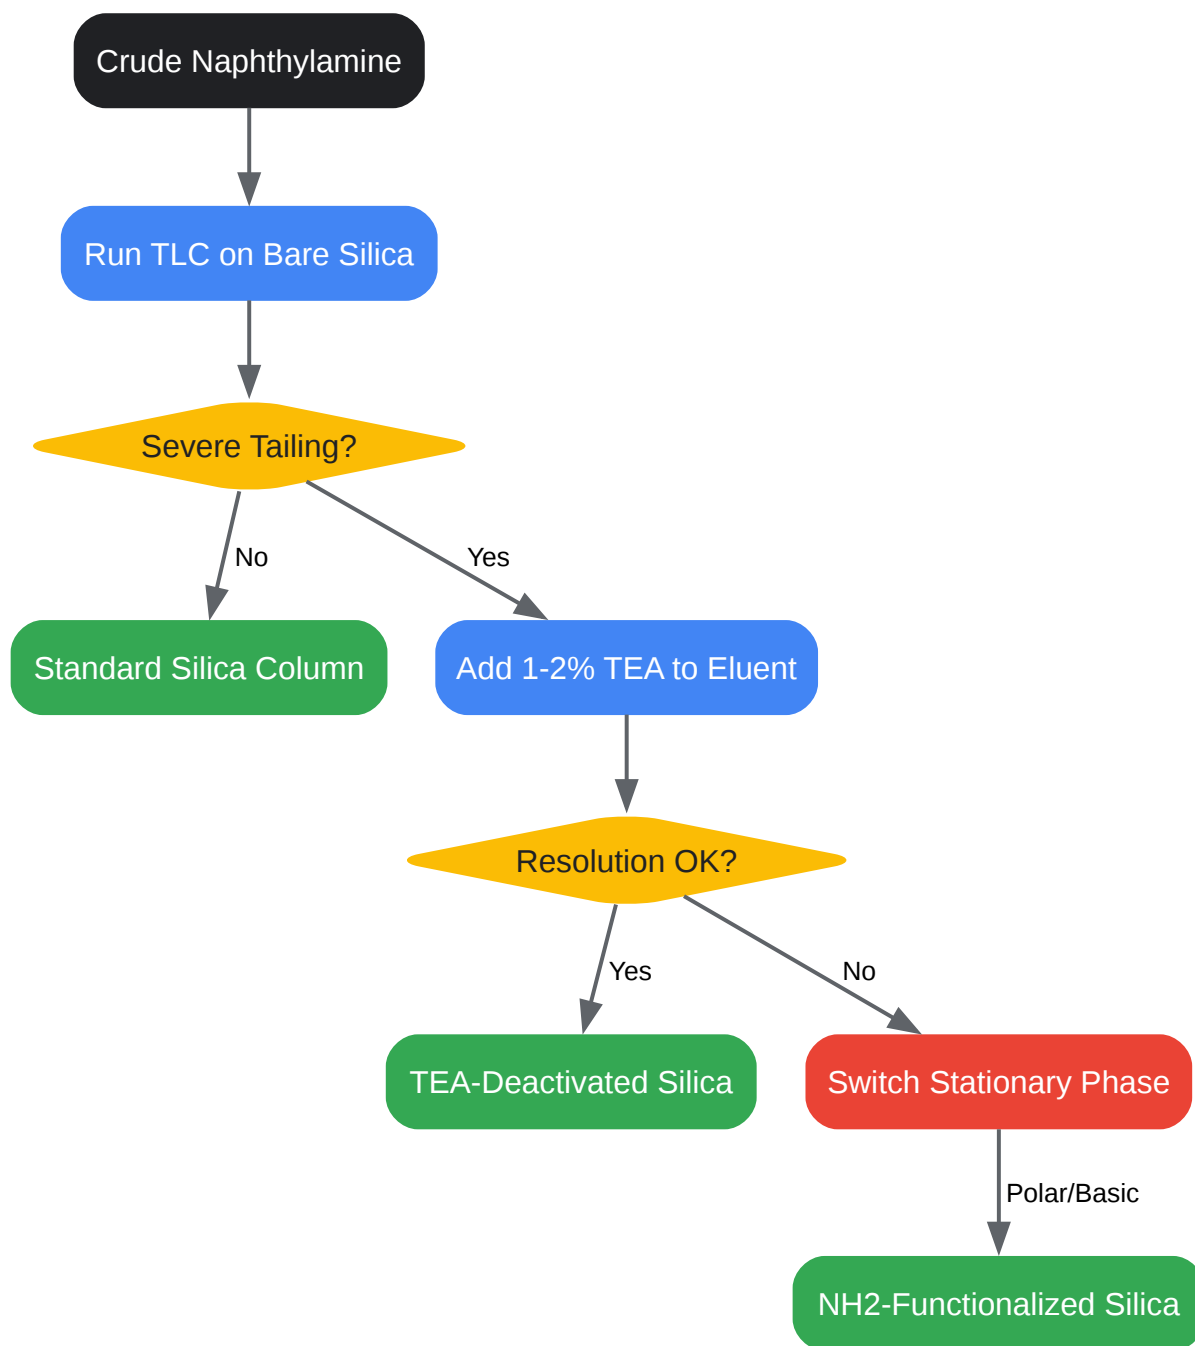 Crude Naphthylamine
Run TLC on Bare Silica
Severe Tailing?
No
Yes
Standard Silica Column
Add 1-2% TEA to Eluent
Resolution OK?
Yes
No
TEA-Deactivated Silica
Switch Stationary Phase
Polar/Basic
NH2-Functionalized Silica